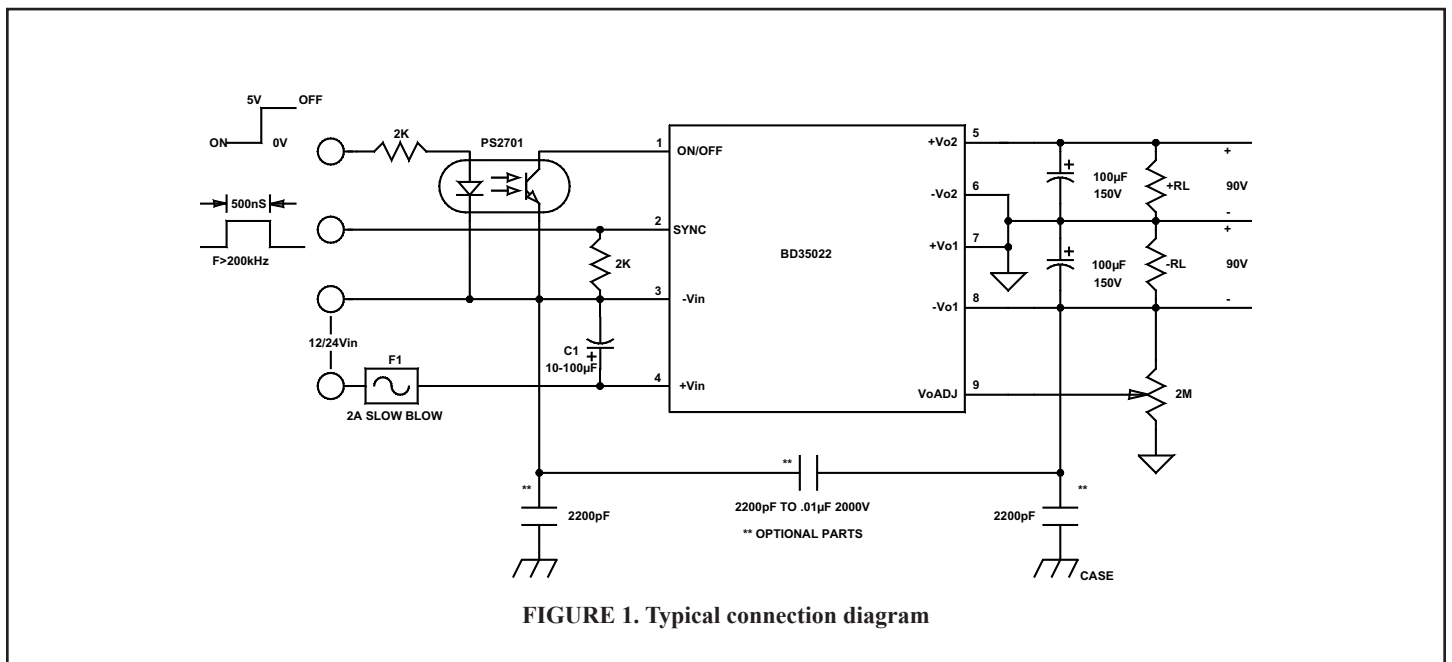 5V OFF
ON 0V
2K
PS2701
1
ON/OFF
500nS
F>200kHz
2
SYNC
2K
3
-Vin
12/24Vin
C1
+
10-100µF
F1
4
+Vin
2A SLOW BLOW
BD35022
5
+Vo2
6
-Vo2
7
+Vo1
8
-Vo1
9
VoADJ
+
100µF
150V
+RL
+
90V
-
+
100µF
150V
-RL
+
90V
-
2M
**
2200pF
**
2200pF TO .01µF 2000V
** OPTIONAL PARTS
**
2200pF
CASE
FIGURE 1. Typical connection diagram